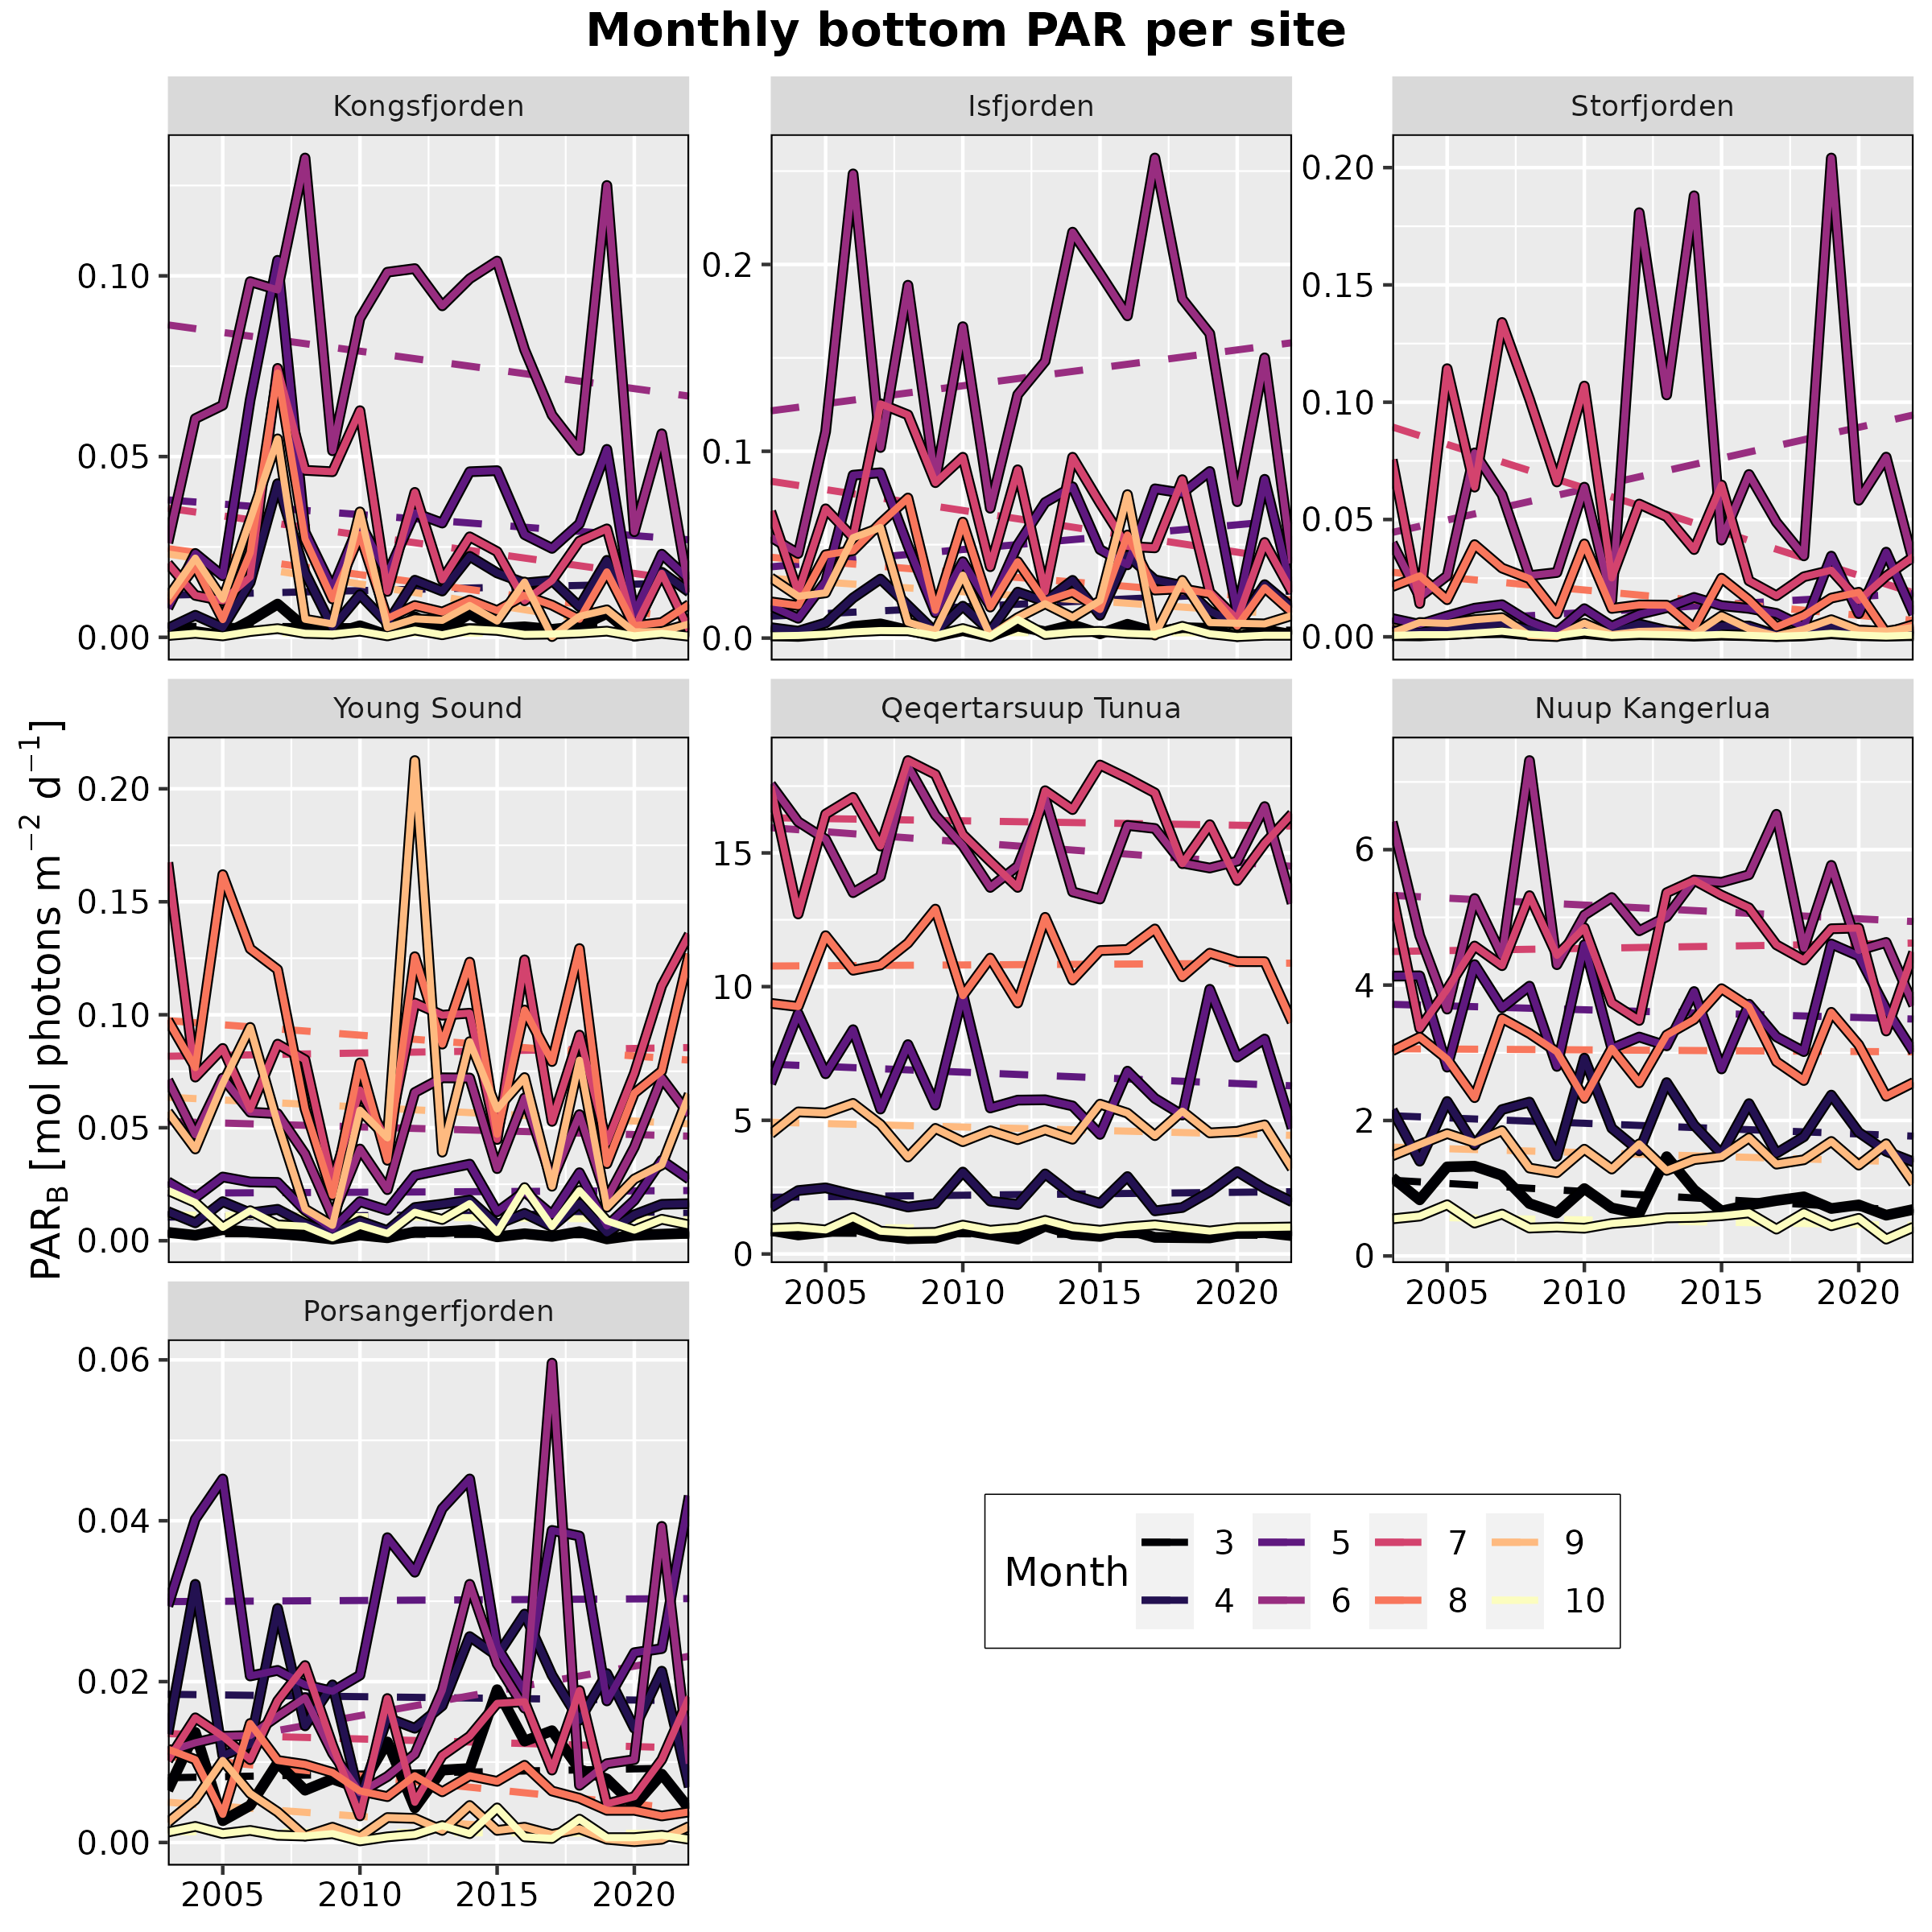 Monthly bottom PAR per site
Kongsfjorden
Isfjorden
Storfjorden
0.10
0.05
0.00
0.2
0.1
0.0
0.20
0.15
0.10
0.05
0.00
PAR_B [mol photons m⁻² d⁻¹]
Young Sound
Qeqertarsuup Tunua
Nuup Kangerlua
0.20
0.15
0.10
0.05
0.00
15
10
5
0
6
4
2
0
2005 2010 2015 2020
2005 2010 2015 2020
Porsangerfjorden
0.06
0.04
0.02
0.00
2005 2010 2015 2020
Month
3 5 7 9
4 6 8 10